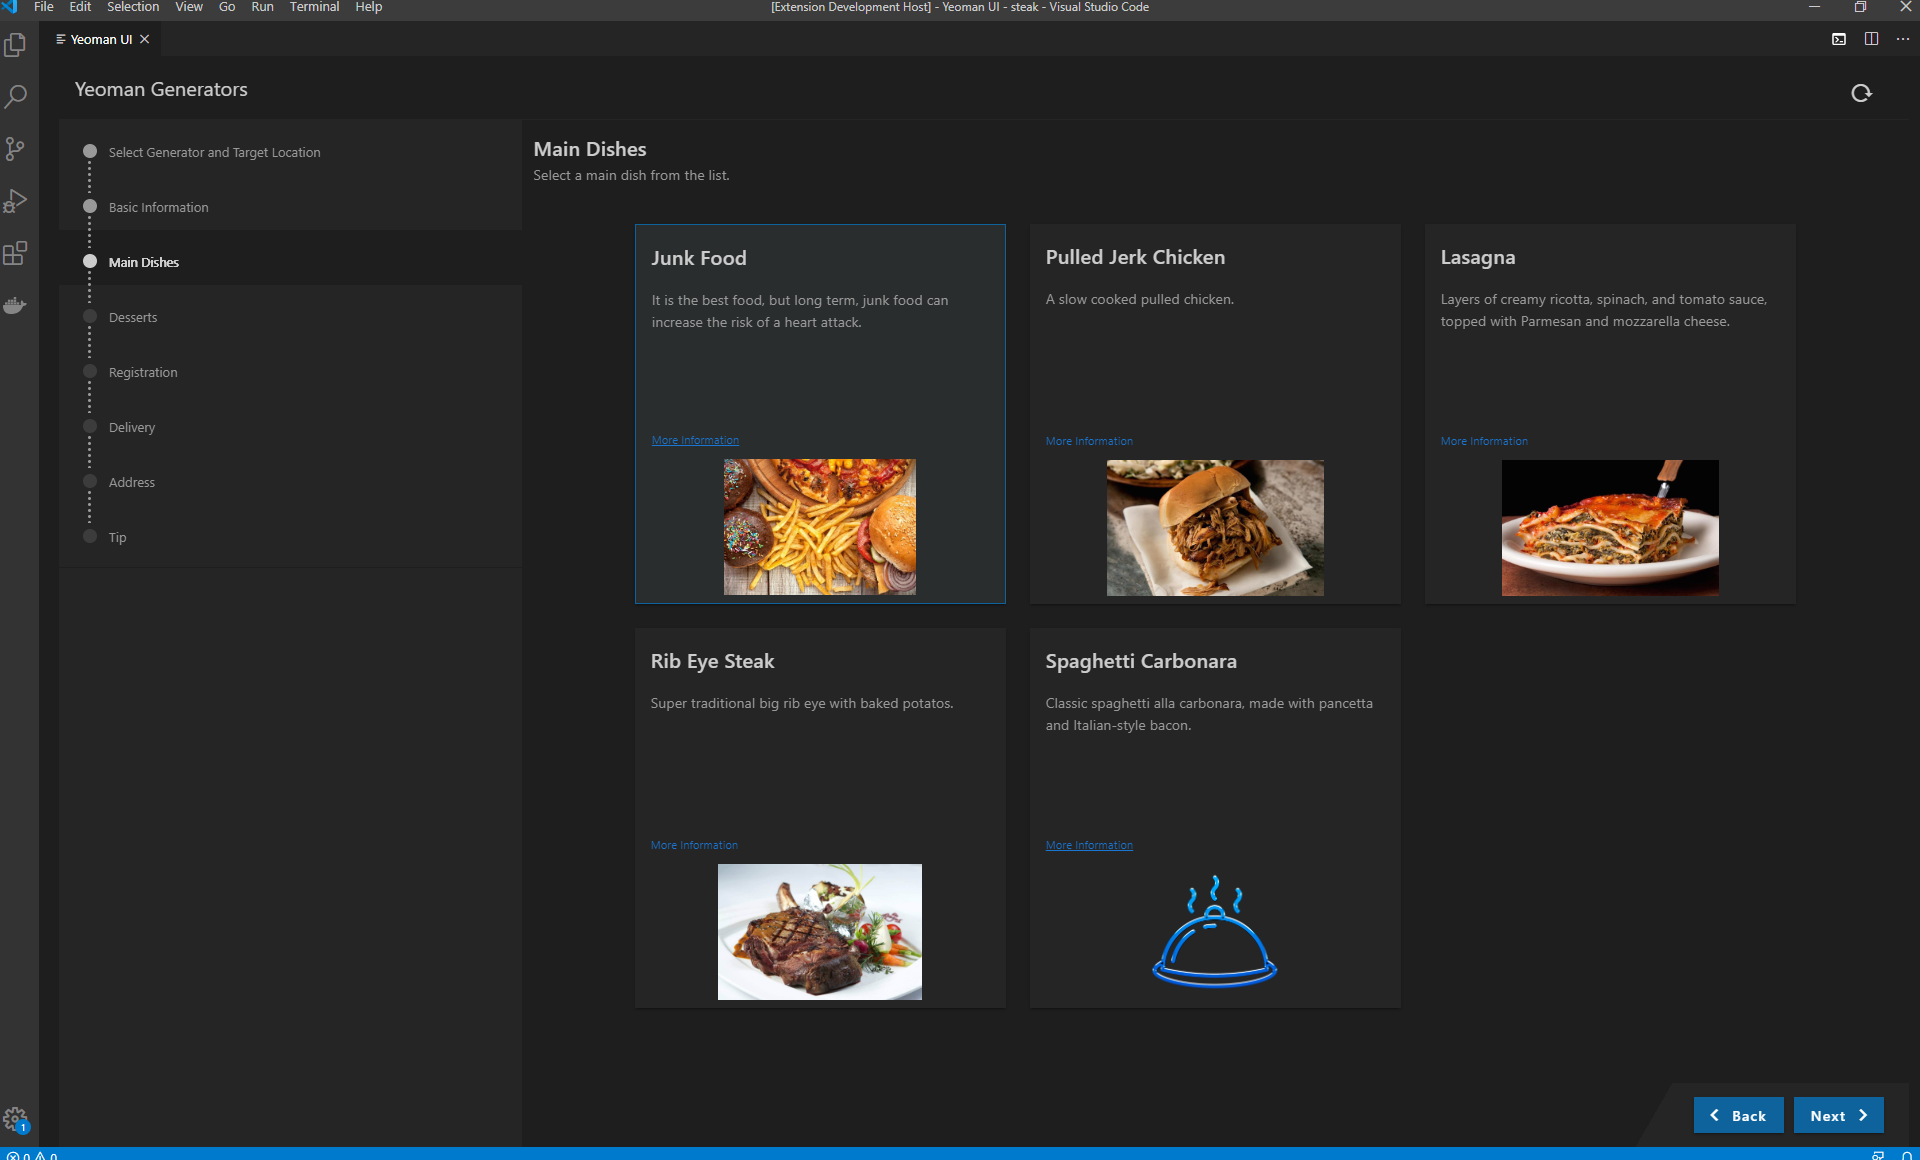 File Edit Selection View Go Run Terminal Help
[Extension Development Host] - Yeoman UI - steak - Visual Studio Code
Yeoman UI
Yeoman Generators
Select Generator and Target Location
Basic Information
Main Dishes
Desserts
Registration
Delivery
Address
Tip
Main Dishes
Select a main dish from the list.
Junk Food
It is the best food, but long term, junk food can
increase the risk of a heart attack.
More Information
Pulled Jerk Chicken
A slow cooked pulled chicken.
More Information
Lasagna
Layers of creamy ricotta, spinach, and tomato sauce,
topped with Parmesan and mozzarella cheese.
More Information
Rib Eye Steak
Super traditional big rib eye with baked potatos.
More Information
Spaghetti Carbonara
Classic spaghetti alla carbonara, made with pancetta
and Italian-style bacon.
More Information
Back
Next
1
0 0